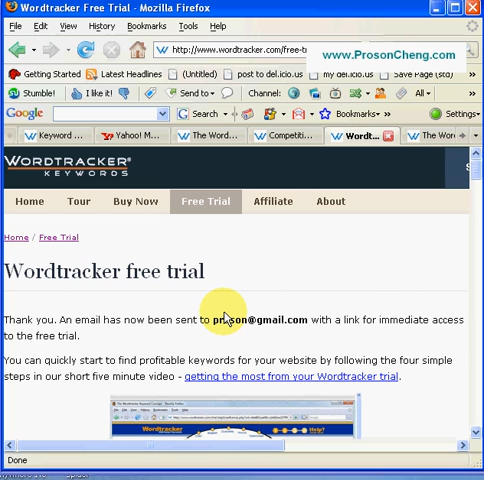 Wordtracker Free Trial - Mozilla Firefox
File Edit View History Bookmarks Tools Help
http://www.wordtracker.com/free-t
www.ProsonCheng.com
Getting Started Latest Headlines (Untitled) post to del.icio.us my del.icio.us Save Page (std)
Stumble! I like it! Send to All
Google Search Bookmarks Settings
Keyword ... Yahoo! M... The Word... Competiti... Wordt... The Wor
WORDTRACKER
KEYWORDS
Home Tour Buy Now Free Trial Affiliate About
Home / Free Trial
Wordtracker free trial
Thank you. An email has now been sent to gmail.com with a link for immediate access
to the free trial.
You can quickly start to find profitable keywords for your website by following the four simple
steps in our short five minute video - getting the most from your Wordtracker trial.
Wordtracker
Help?
Done